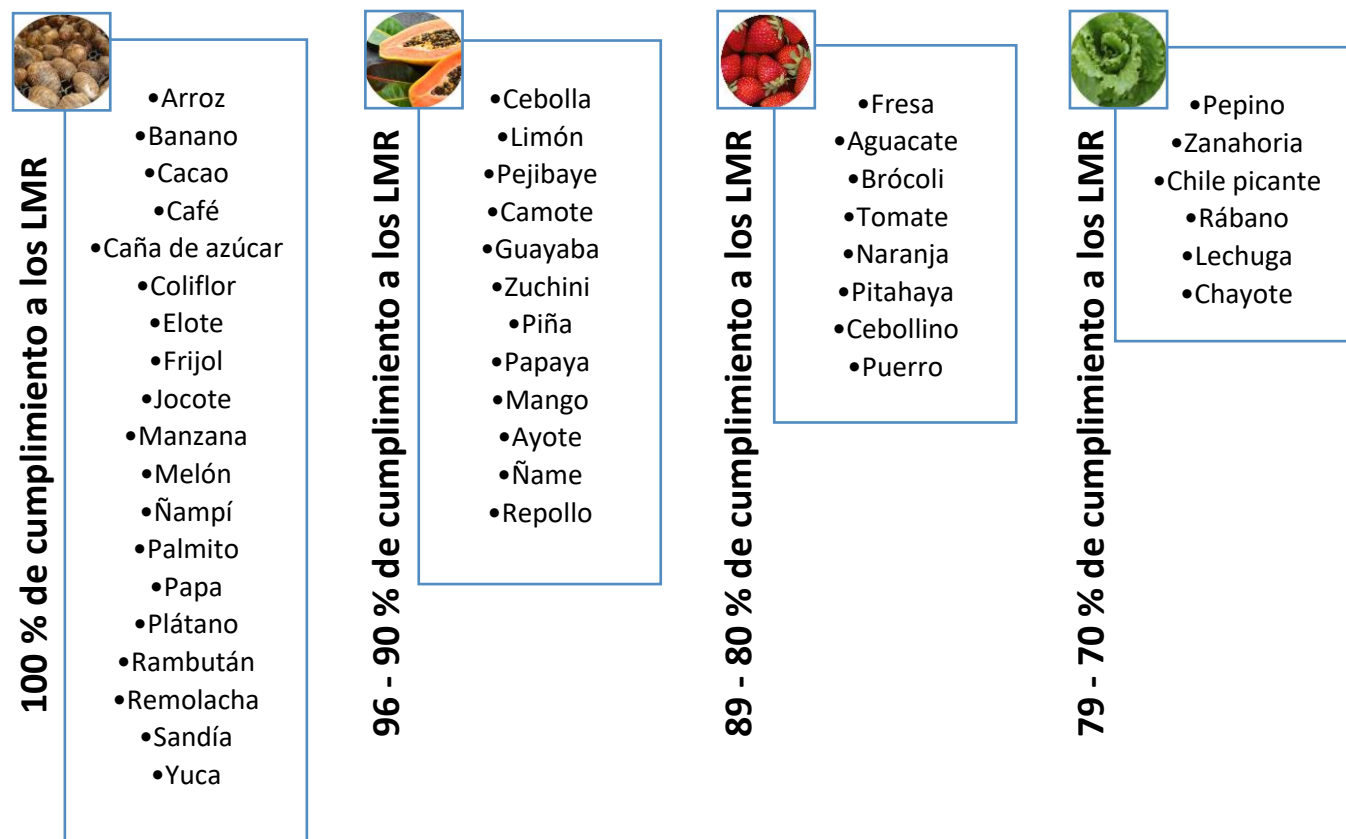 100 % de cumplimiento a los LMR
•Arroz
•Banano
•Cacao
•Café
•Caña de azúcar
•Coliflor
•Elote
•Frijol
•Jocote
•Manzana
•Melón
•Ñampí
•Palmito
•Papa
•Plátano
•Rambután
•Remolacha
•Sandía
•Yuca
96 - 90 % de cumplimiento a los LMR
•Cebolla
•Limón
•Pejibaye
•Camote
•Guayaba
•Zuchini
•Piña
•Papaya
•Mango
•Ayote
•Ñame
•Repollo
89 - 80 % de cumplimiento a los LMR
•Fresa
•Aguacate
•Brócoli
•Tomate
•Naranja
•Pitahaya
•Cebollino
•Puerro
79 - 70 % de cumplimiento a los LMR
•Pepino
•Zanahoria
•Chile picante
•Rábano
•Lechuga
•Chayote